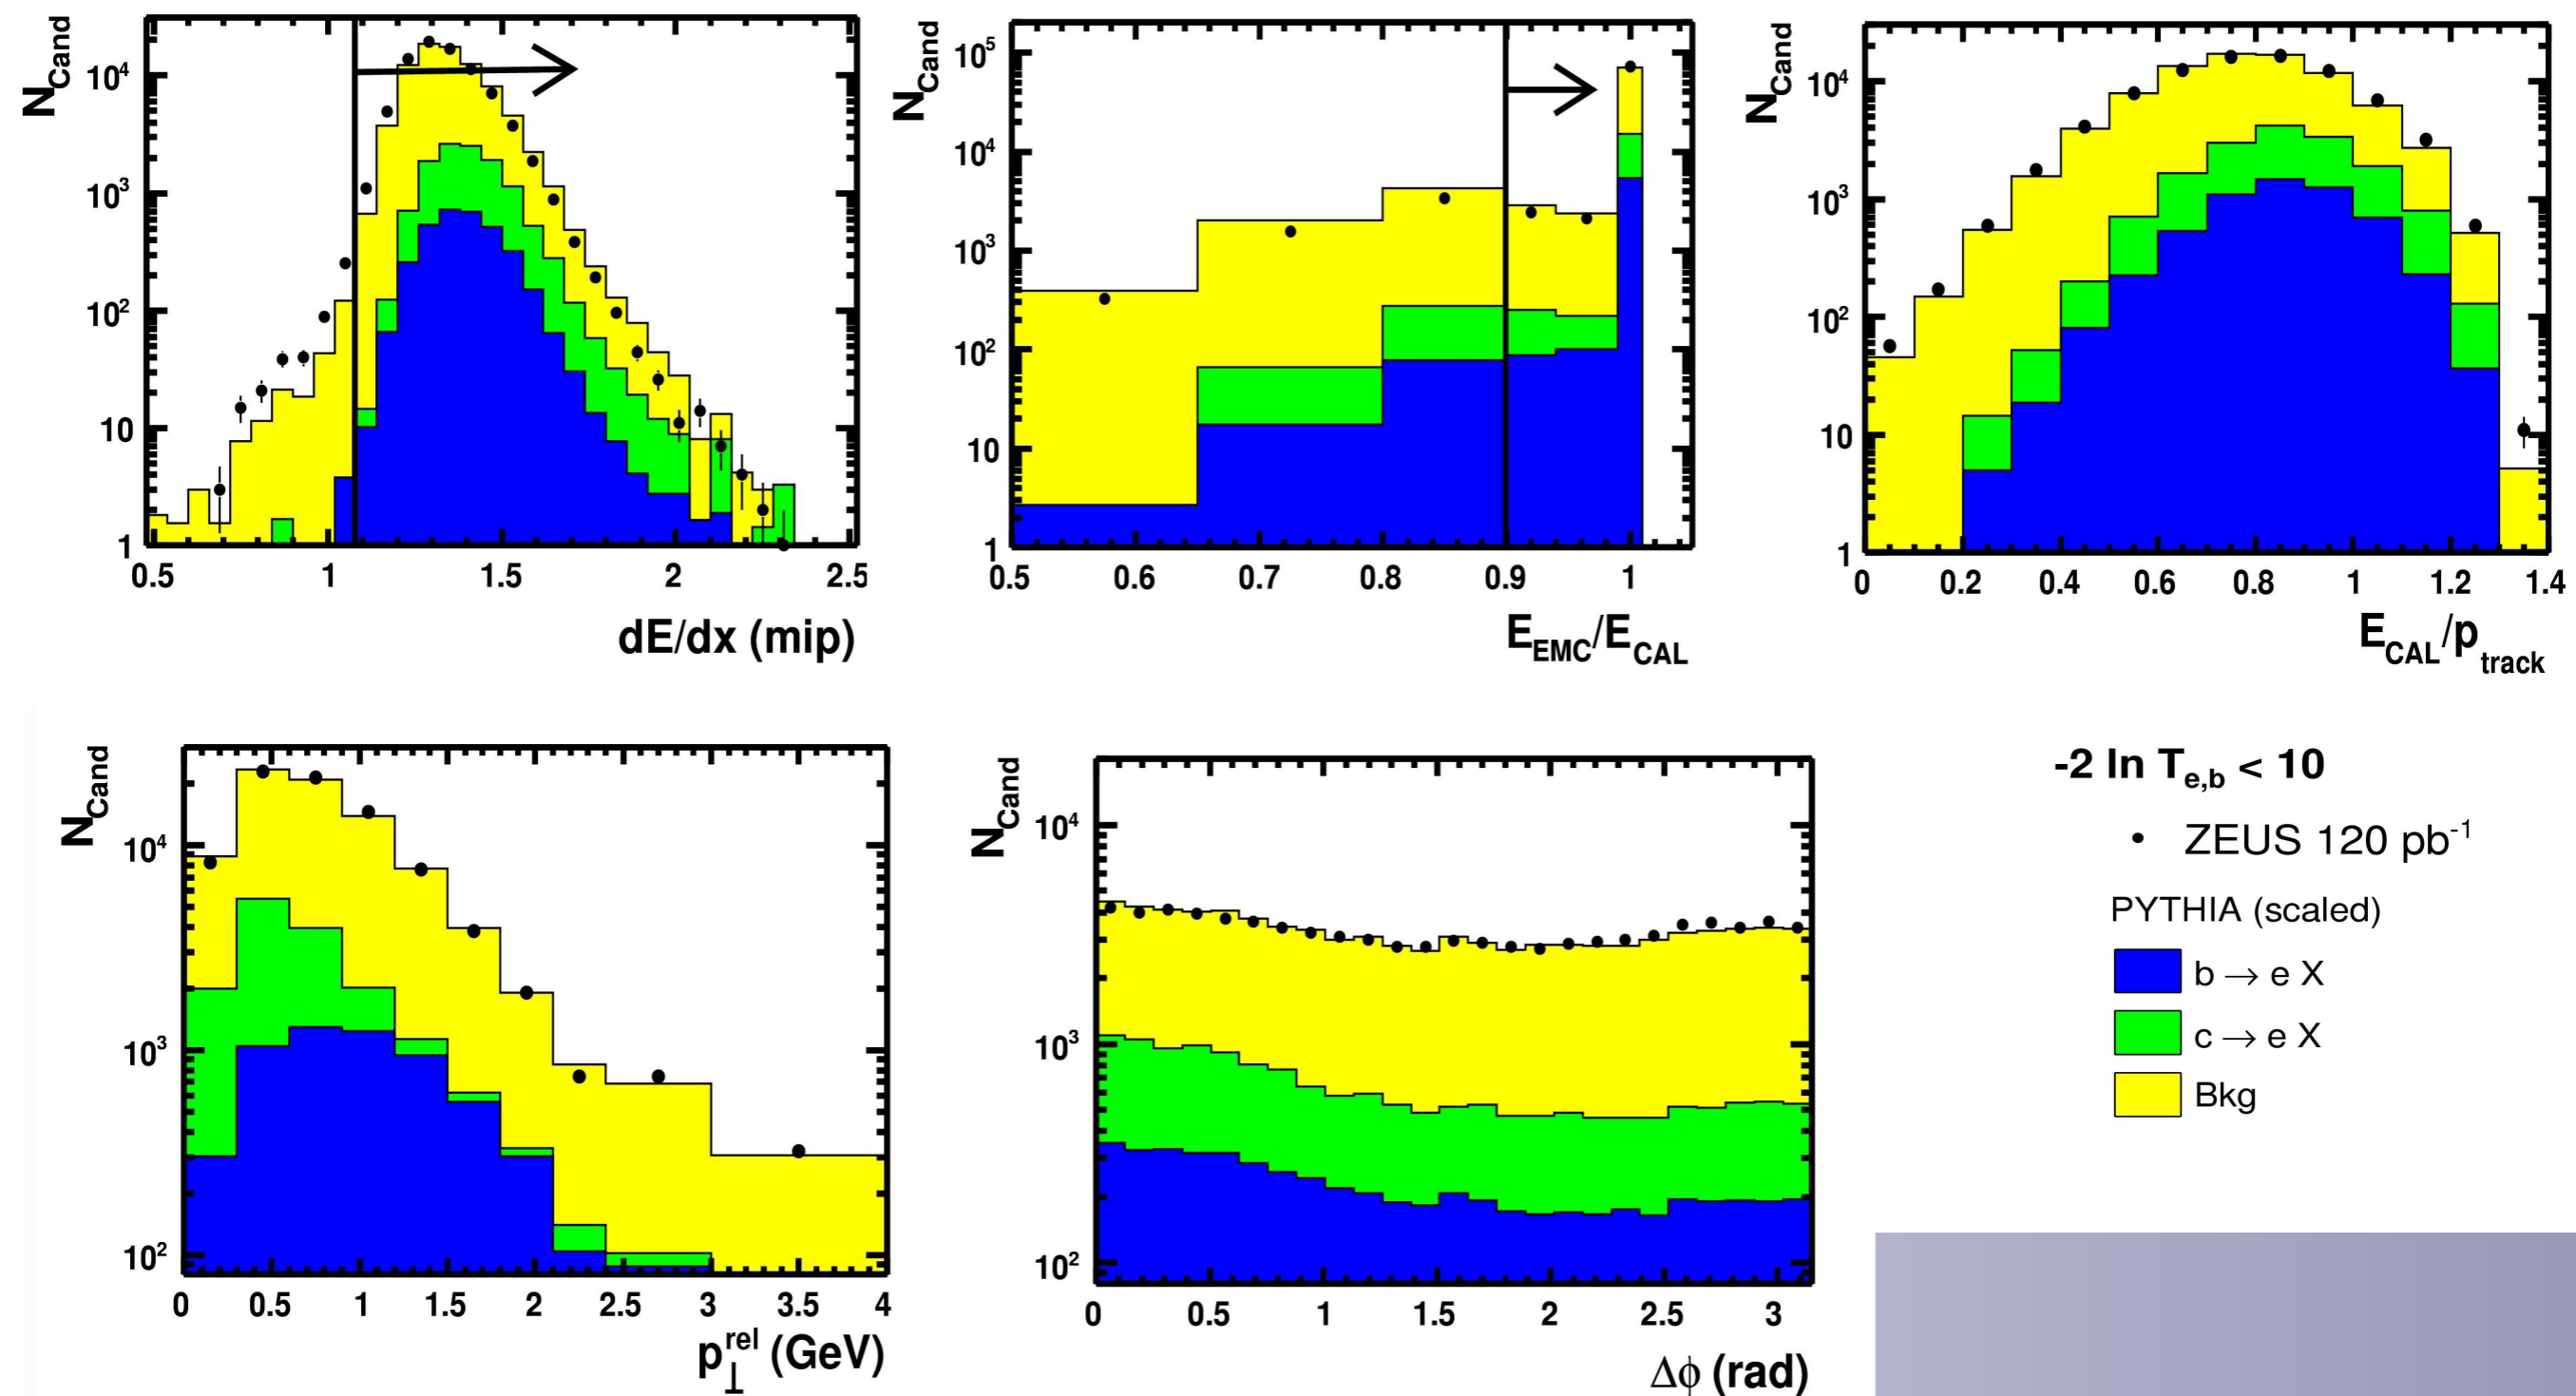 N_Cand
10^4
10^3
10^2
10
1
0.5 1 1.5 2 2.5
dE/dx (mip)
N_Cand
10^5
10^4
10^3
10^2
10
1
0.5 0.6 0.7 0.8 0.9 1
E_EMC/E_CAL
N_Cand
10^4
10^3
10^2
10
1
0 0.2 0.4 0.6 0.8 1 1.2 1.4
E_CAL/p_track
N_Cand
10^4
10^3
10^2
0 0.5 1 1.5 2 2.5 3 3.5 4
p_⊥^rel (GeV)
N_Cand
10^4
10^3
10^2
0 0.5 1 1.5 2 2.5 3
Δϕ (rad)
-2 ln T_e,b < 10
• ZEUS 120 pb^-1
PYTHIA (scaled)
b → e X
c → e X
Bkg